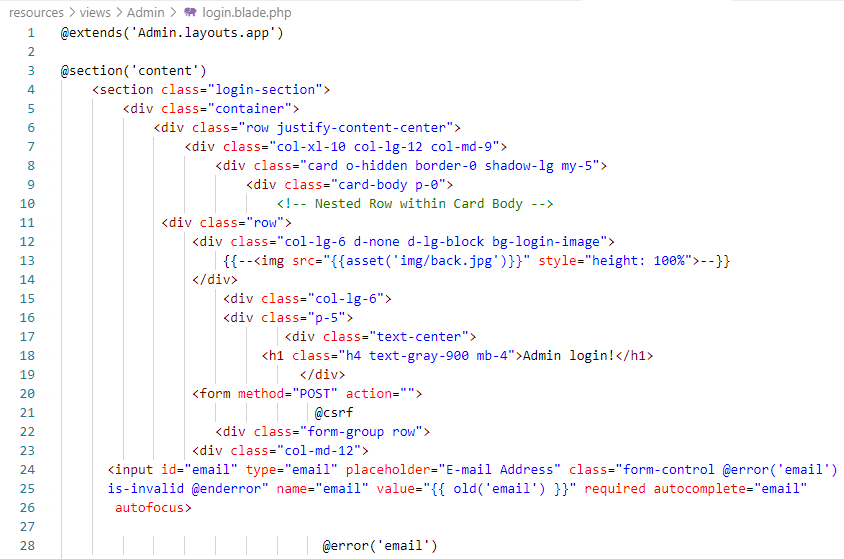 resources > views > Admin > login.blade.php
1 @extends('Admin.layouts.app')
2
3 @section('content')
4 <section class="login-section">
5 <div class="container">
6 <div class="row justify-content-center">
7 <div class="col-xl-10 col-lg-12 col-md-9">
8 <div class="card o-hidden border-0 shadow-lg my-5">
9 <div class="card-body p-0">
10 <!-- Nested Row within Card Body -->
11 <div class="row">
12 <div class="col-lg-6 d-none d-lg-block bg-login-image">
13 {{--<img src="{{asset('img/back.jpg')}}" style="height: 100%">--}}
14 </div>
15 <div class="col-lg-6">
16 <div class="p-5">
17 <div class="text-center">
18 <h1 class="h4 text-gray-900 mb-4">Admin login!</h1>
19 </div>
20 <form method="POST" action="">
21 @csrf
22 <div class="form-group row">
23 <div class="col-md-12">
24 <input id="email" type="email" placeholder="E-mail Address" class="form-control @error('email')
25 is-invalid @enderror" name="email" value="{{ old('email') }}" required autocomplete="email"
26 autofocus>
27
28 @error('email')